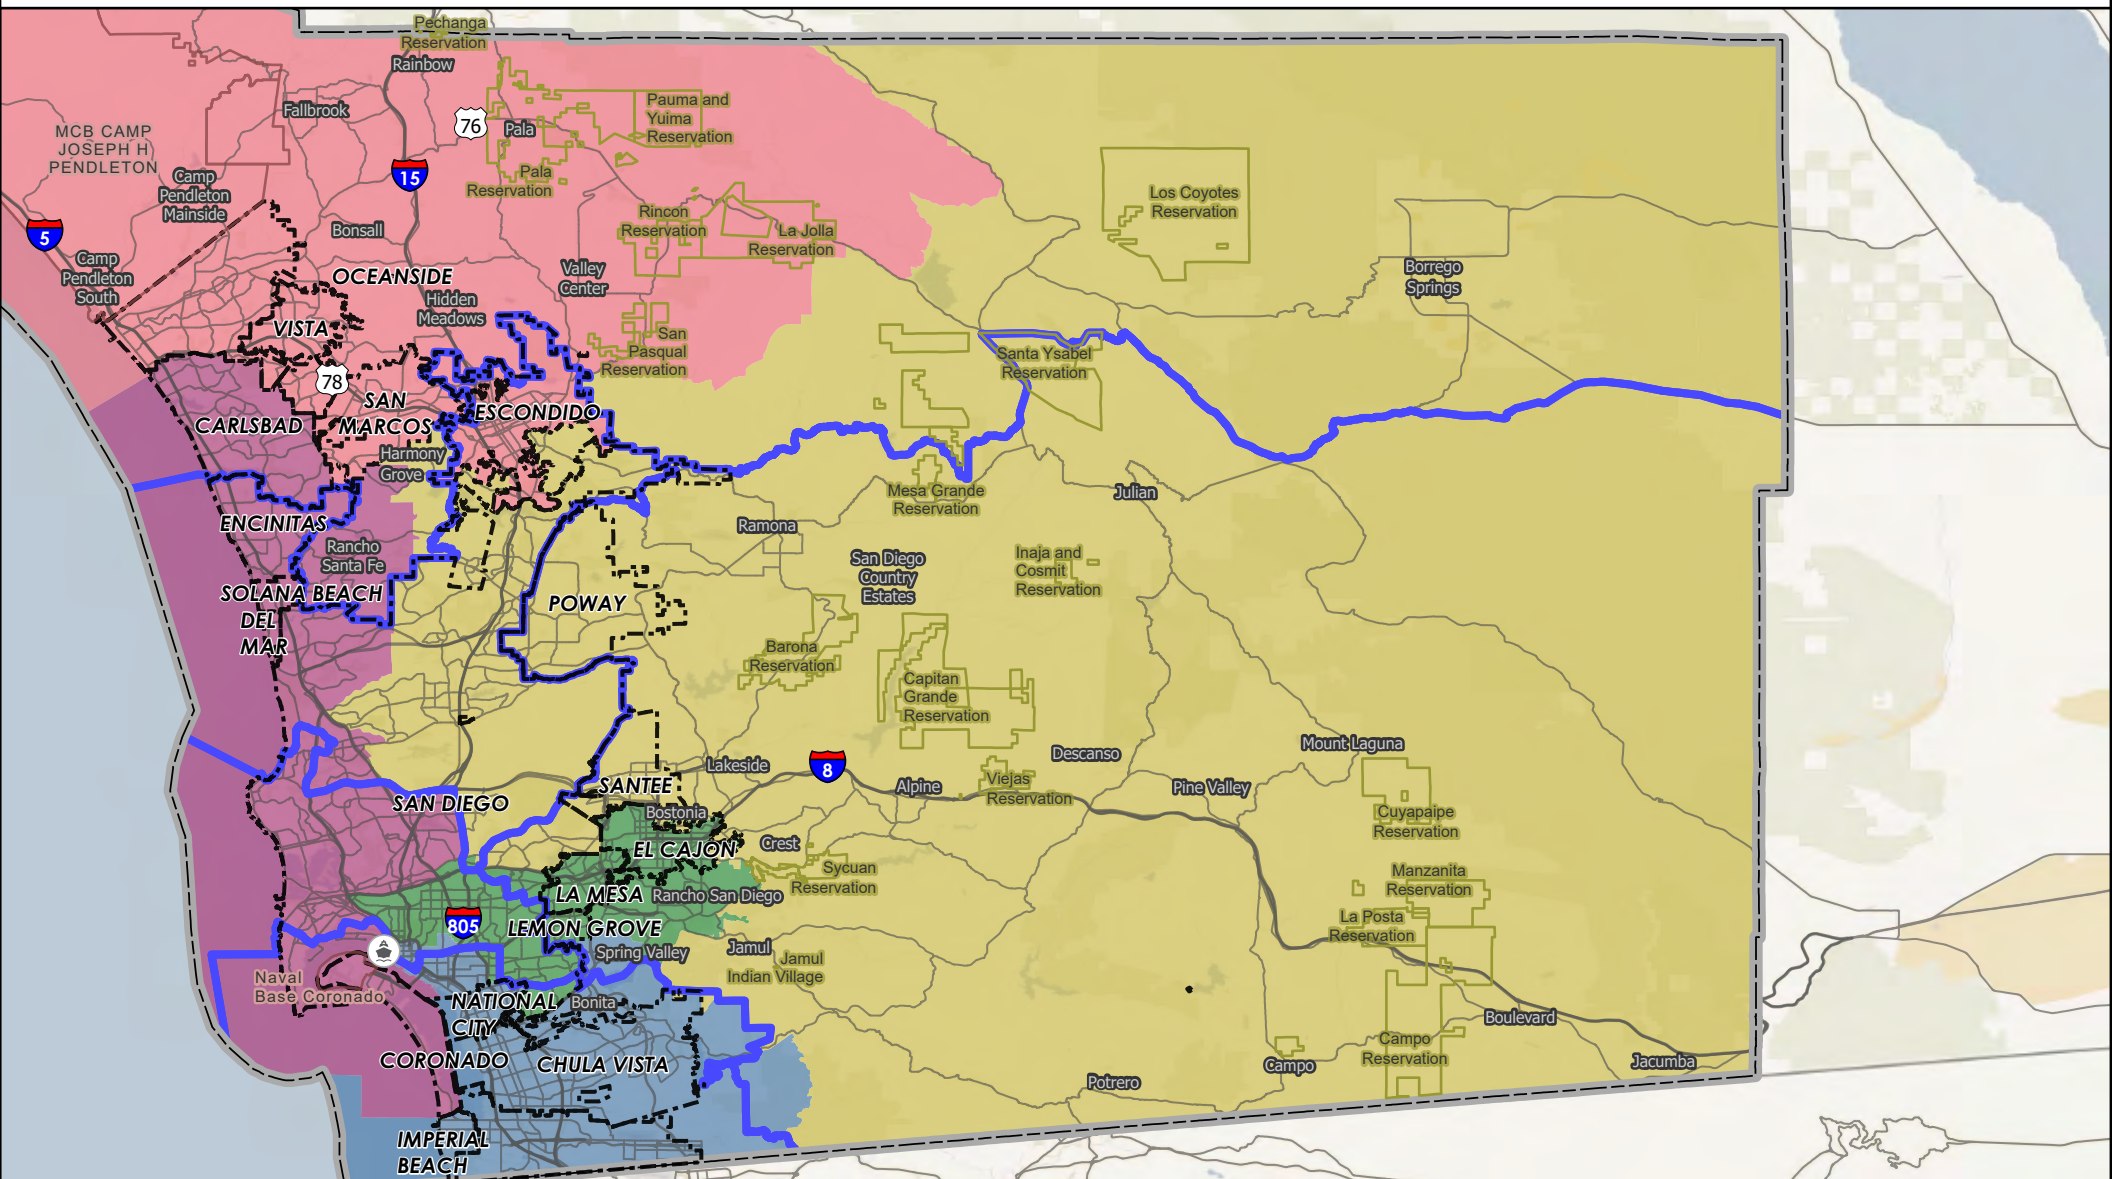 Pechanga
Reservation
Rainbow
Fallbrook
76
Pala
Pauma and
Yuima
Reservation
MCB CAMP
JOSEPH H
PENDLETON
Camp
Pendleton
Mainside
15
Pala
Reservation
Los Coyotes
Reservation
5
Bonsall
Rincon
Reservation
La Jolla
Reservation
Camp
Pendleton
South
OCEANSIDE
Valley
Center
Borrego
Springs
Hidden
Meadows
VISTA
San
Pasqual
Reservation
Santa Ysabel
Reservation
78
SAN
MARCOS
ESCONDIDO
CARLSBAD
Harmony
Grove
Mesa Grande
Reservation
Julian
ENCINITAS
Ramona
Rancho
Santa Fe
San Diego
Country
Estates
Inaja and
Cosmit
Reservation
SOLANA BEACH
DEL
MAR
POWAY
Barona
Reservation
Capitan
Grande
Reservation
Mount Laguna
Descanso
Lakeside
8
SANTEE
Alpine
Viejas
Reservation
Pine Valley
SAN DIEGO
Bostonia
Cuyapaipe
Reservation
EL CAJON
Crest
Sycuan
Reservation
Manzanita
Reservation
LA MESA
Rancho San Diego
805
LEMON GROVE
La Posta
Reservation
Spring Valley
Jamul
Jamul
Indian Village
Naval
Base Coronado
NATIONAL
CITY
Bonita
Boulevard
CORONADO
CHULA VISTA
Campo
Reservation
Campo
Jacumba
Potrero
IMPERIAL
BEACH